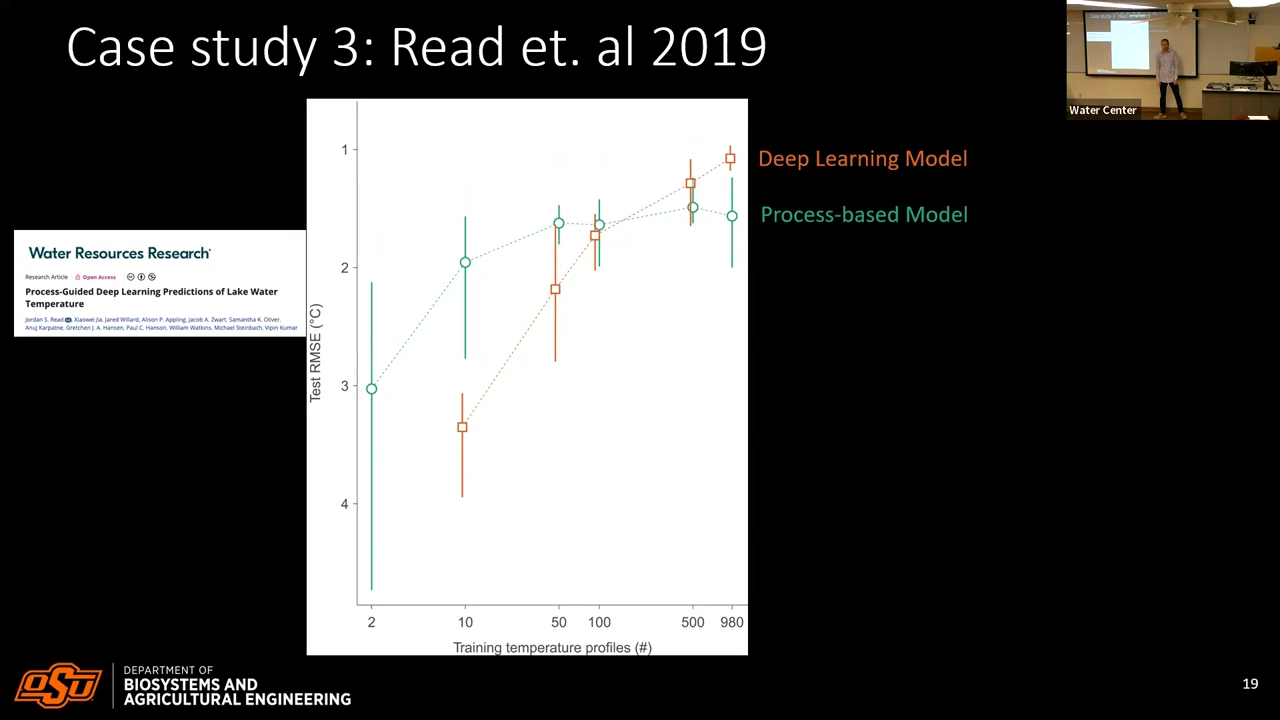 Case study 3: Read et. al 2019
Water Center
Water Resources Research
Research Article Open Access
Process-Guided Deep Learning Predictions of Lake Water
Temperature
Jordan S. Read, Xiaowei Jia, Jared Willard, Alison P. Appling, Jacob A. Zwart, Samantha K. Oliver,
Anuj Karpatne, Gretchen J. A. Hansen, Paul C. Hanson, William Watkins, Michael Steinbach, Vipin Kumar
Test RMSE (°C)
1
2
3
4
2 10 50 100 500 980
Training temperature profiles (#)
Deep Learning Model
Process-based Model
OSU
DEPARTMENT OF
BIOSYSTEMS AND
AGRICULTURAL ENGINEERING
19